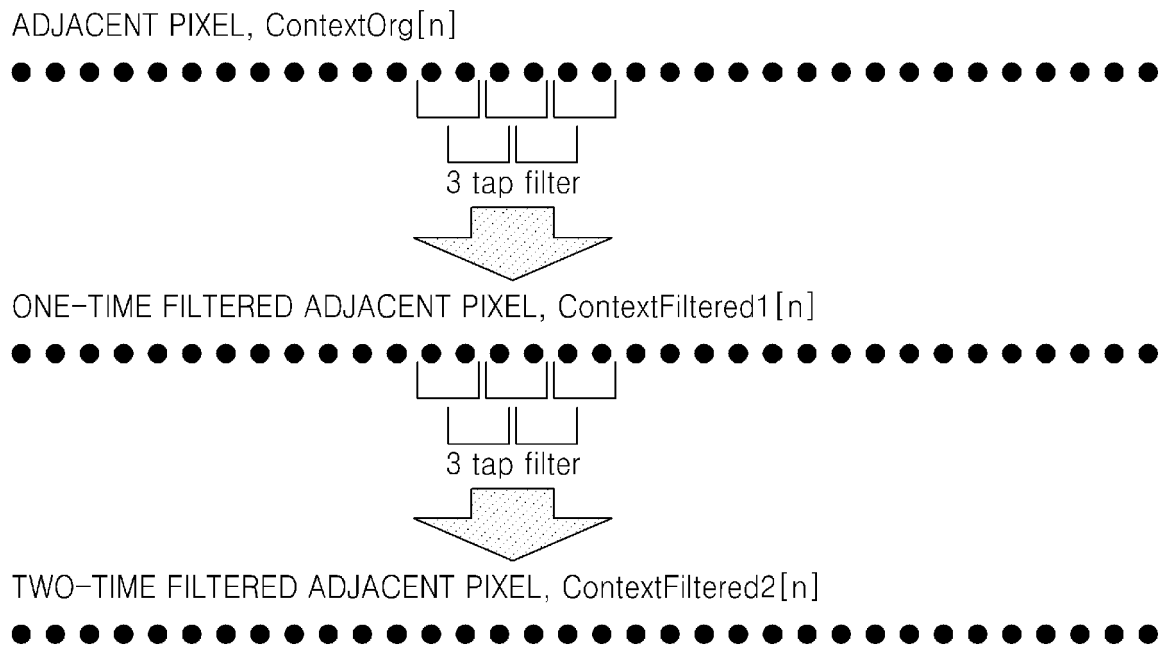 ADJACENT PIXEL, ContextOrg[n]
3 tap filter
ONE-TIME FILTERED ADJACENT PIXEL, ContextFiltered1[n]
3 tap filter
TWO-TIME FILTERED ADJACENT PIXEL, ContextFiltered2[n]